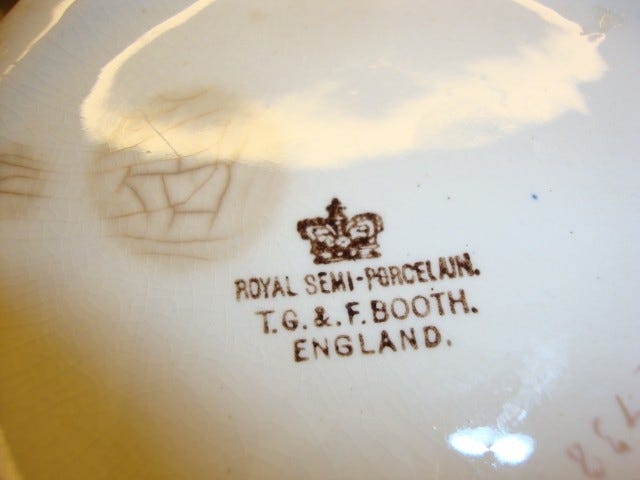 ROYAL SEMI-PORCELAIN.
T.G. & F. BOOTH.
ENGLAND.